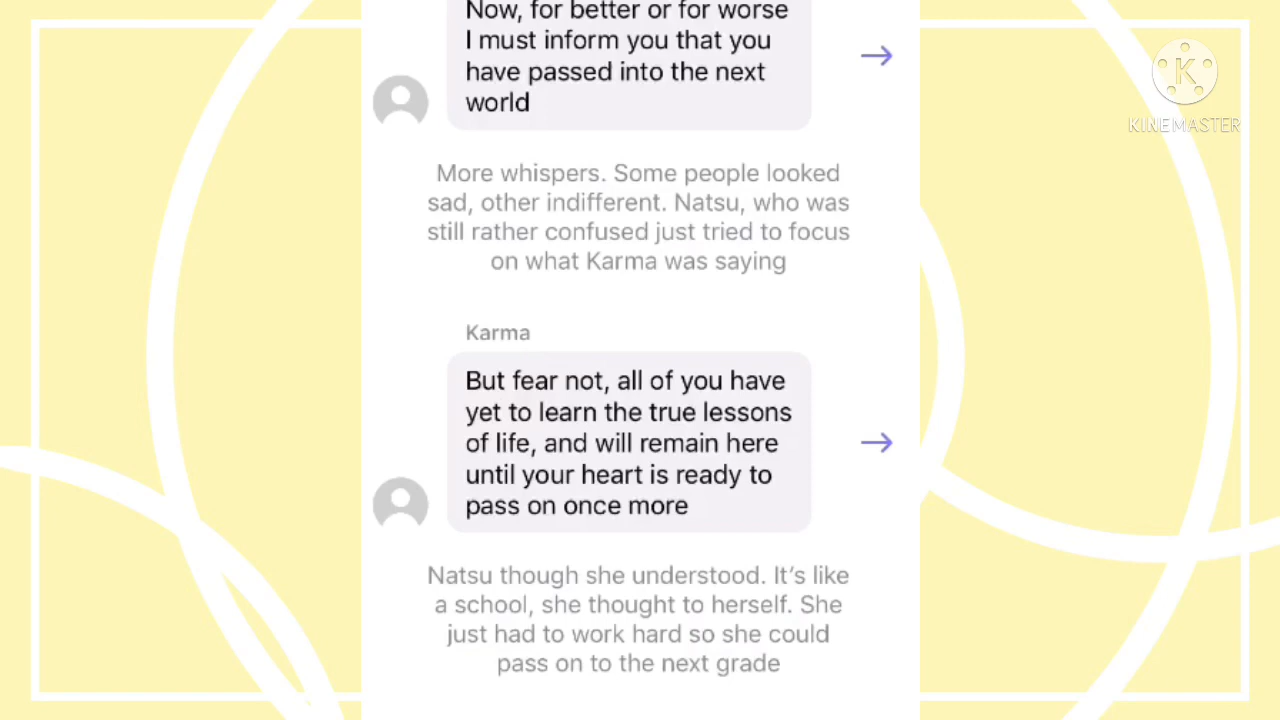 Now, for better or for worse
I must inform you that you
have passed into the next
world
K
KINEMASTER
More whispers. Some people looked
sad, other indifferent. Natsu, who was
still rather confused just tried to focus
on what Karma was saying
Karma
But fear not, all of you have
yet to learn the true lessons
of life, and will remain here
until your heart is ready to
pass on once more
Natsu though she understood. It’s like
a school, she thought to herself. She
just had to work hard so she could
pass on to the next grade